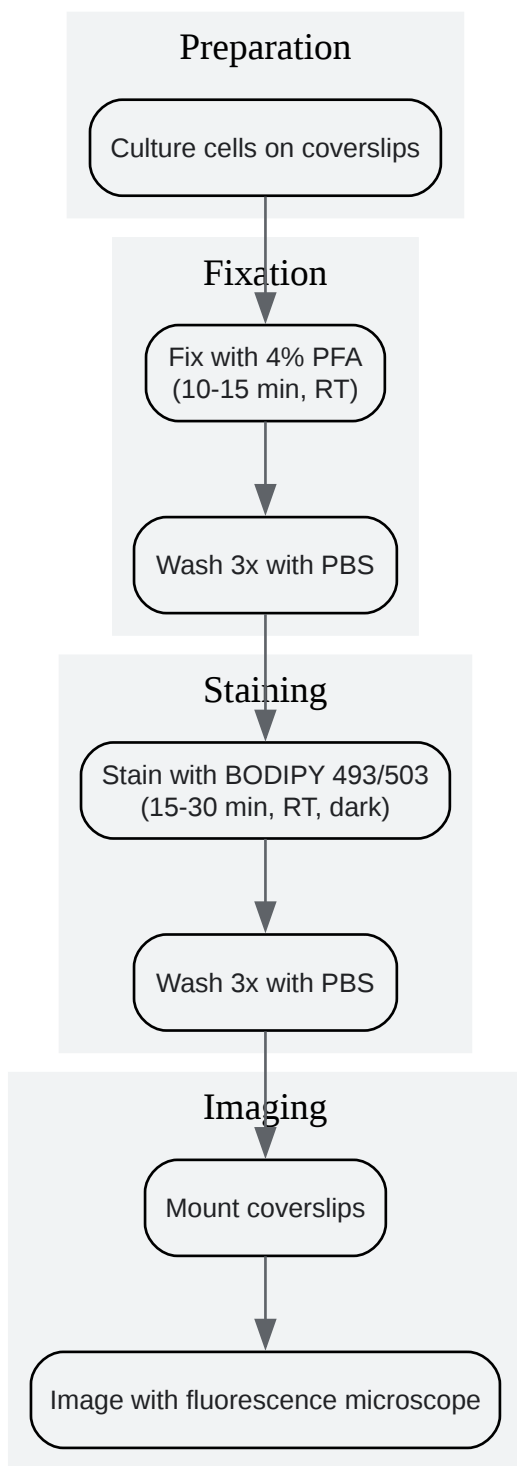 Preparation
Culture cells on coverslips
Fixation
Fix with 4% PFA
(10-15 min, RT)
Wash 3x with PBS
Staining
Stain with BODIPY 493/503
(15-30 min, RT, dark)
Wash 3x with PBS
Imaging
Mount coverslips
Image with fluorescence microscope